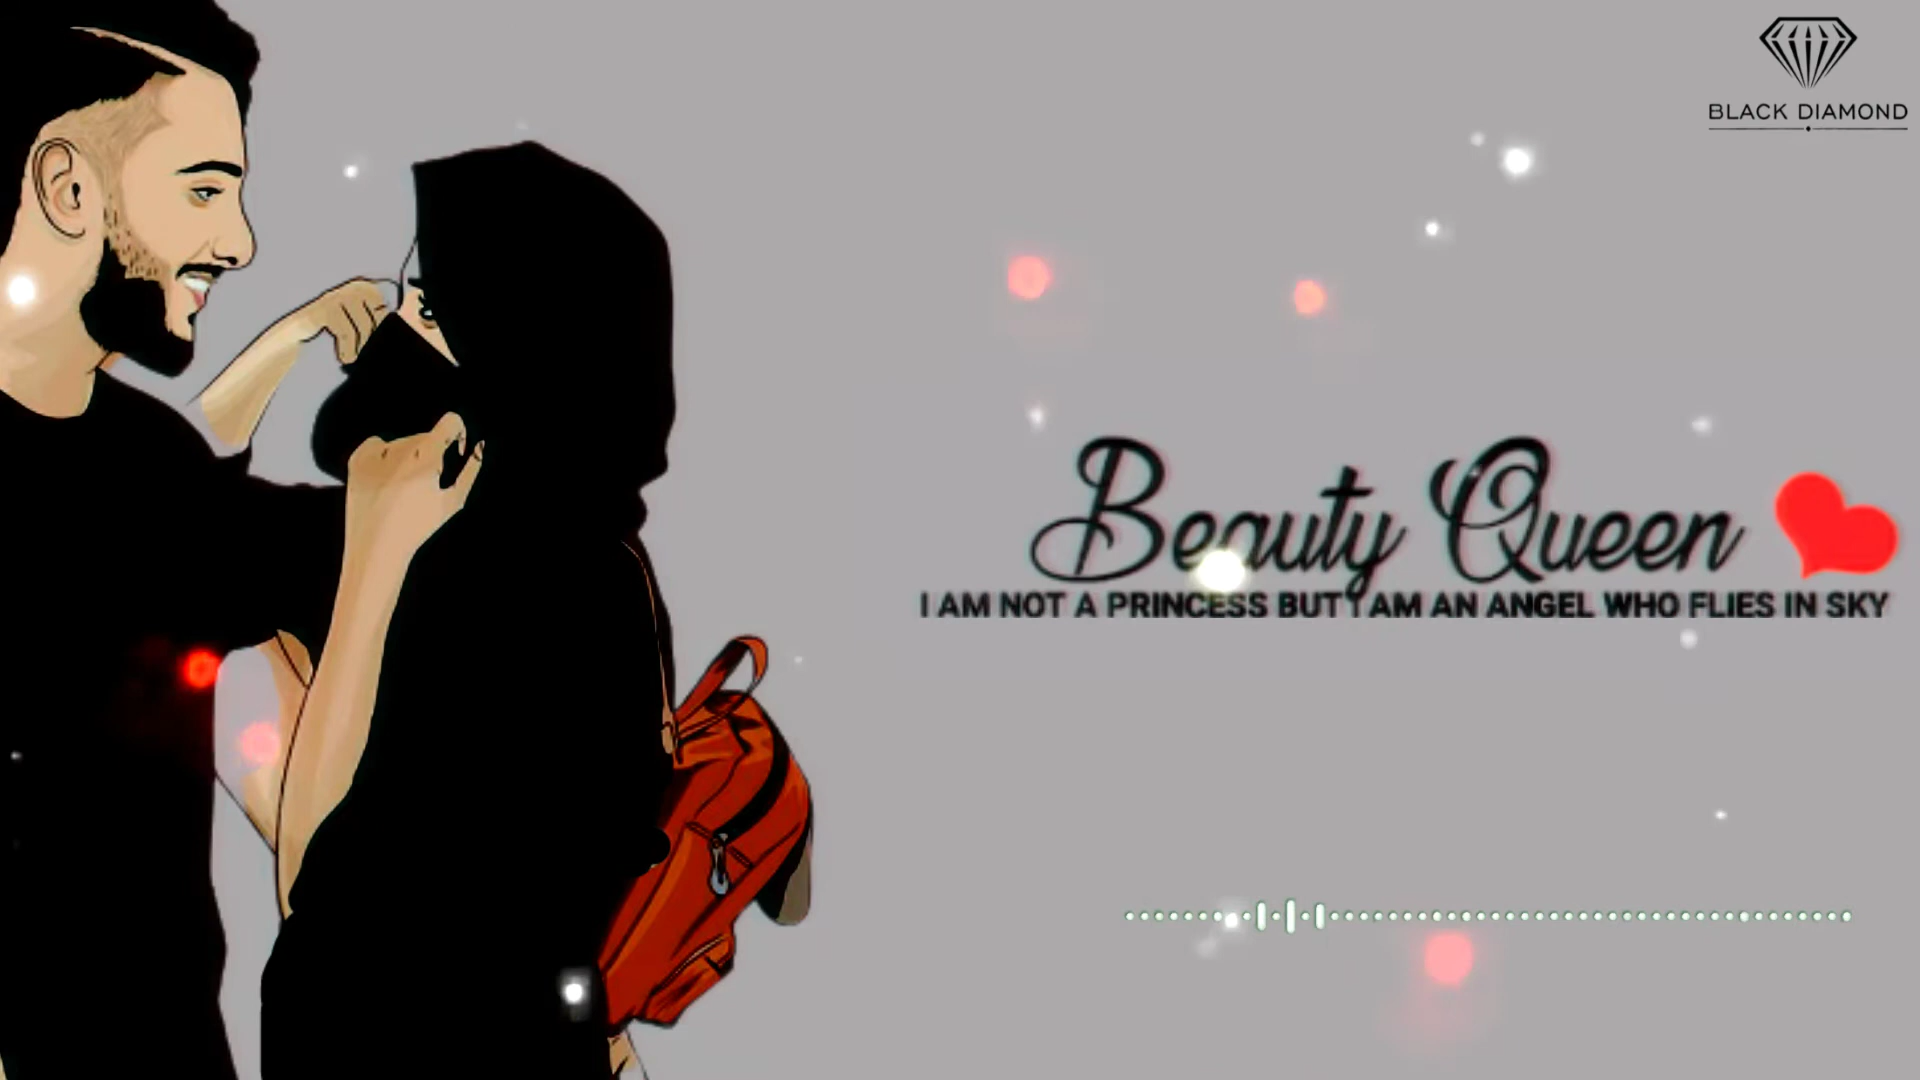 BLACK DIAMOND
Beauty Queen
I AM NOT A PRINCESS BUT I AM AN ANGEL WHO FLIES IN SKY